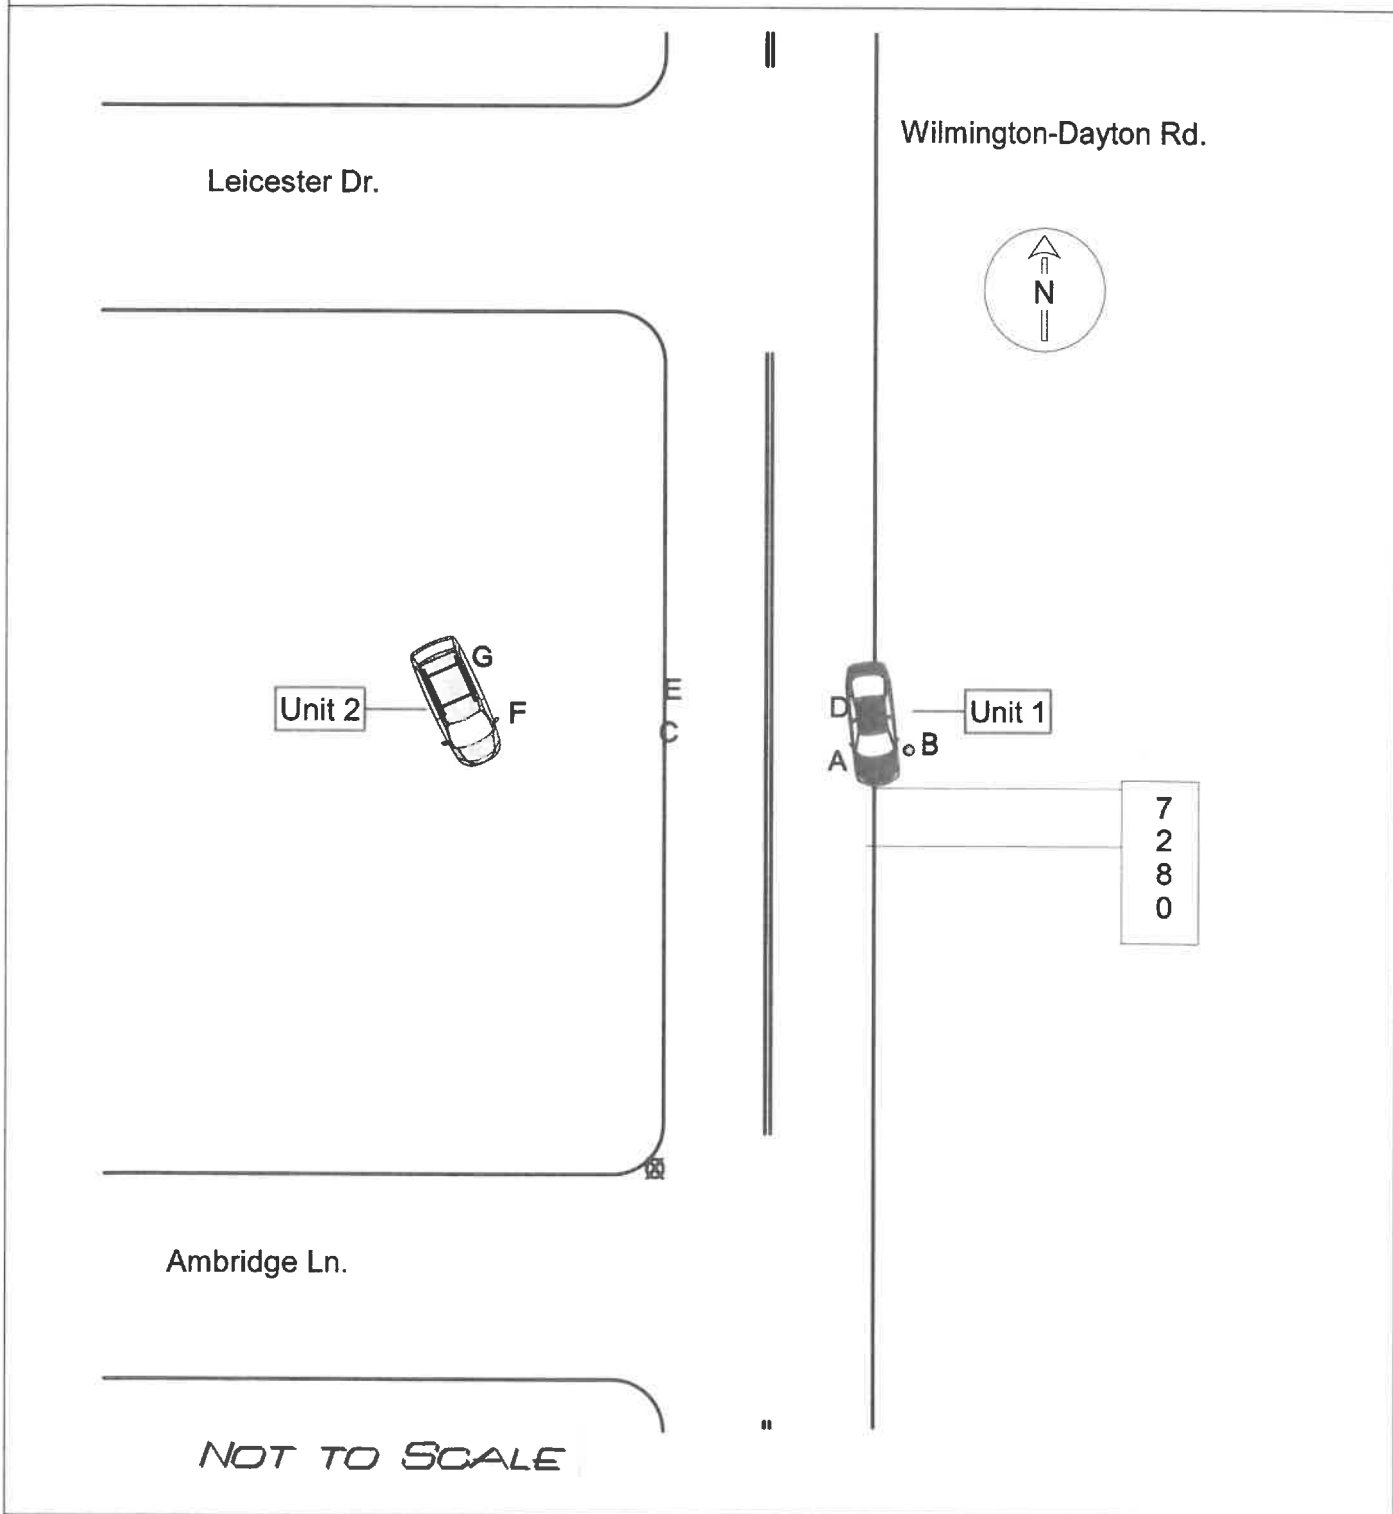 Wilmington-Dayton Rd.
Leicester Dr.
N
G
E
Unit 2
F
D
Unit 1
C
B
A
7
2
8
0
Ambridge Ln.
NOT TO SCALE